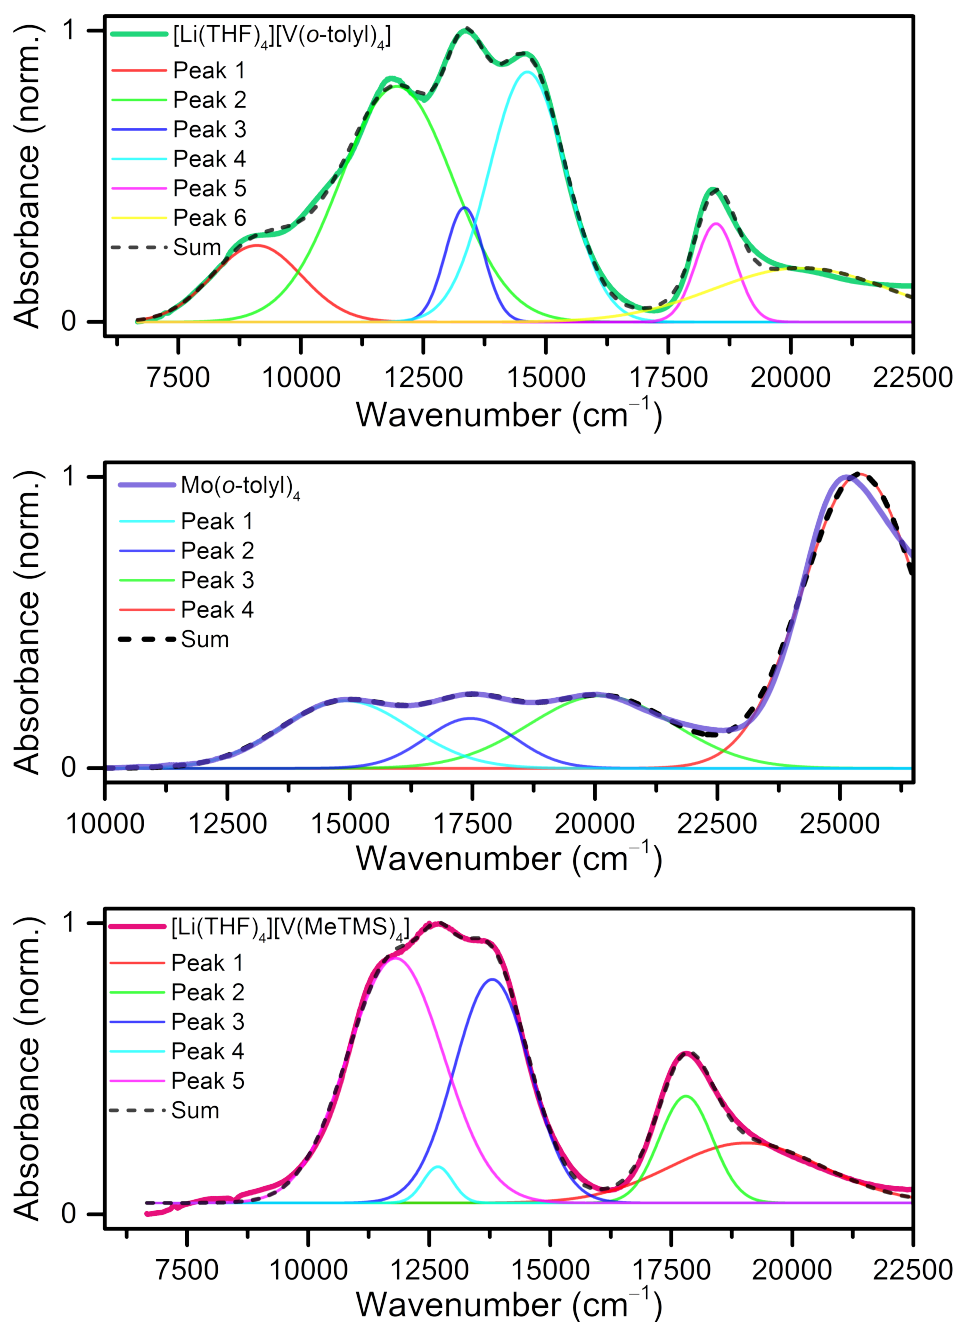 Absorbance (norm.)
1
0
[Li(THF)₄][V(o-tolyl)₄]
Peak 1
Peak 2
Peak 3
Peak 4
Peak 5
Peak 6
Sum
7500 10000 12500 15000 17500 20000 22500
Wavenumber (cm⁻¹)
Absorbance (norm.)
1
0
Mo(o-tolyl)₄
Peak 1
Peak 2
Peak 3
Peak 4
Sum
10000 12500 15000 17500 20000 22500 25000
Wavenumber (cm⁻¹)
Absorbance (norm.)
1
0
[Li(THF)₄][V(MeTMS)₄]
Peak 1
Peak 2
Peak 3
Peak 4
Peak 5
Sum
7500 10000 12500 15000 17500 20000 22500
Wavenumber (cm⁻¹)